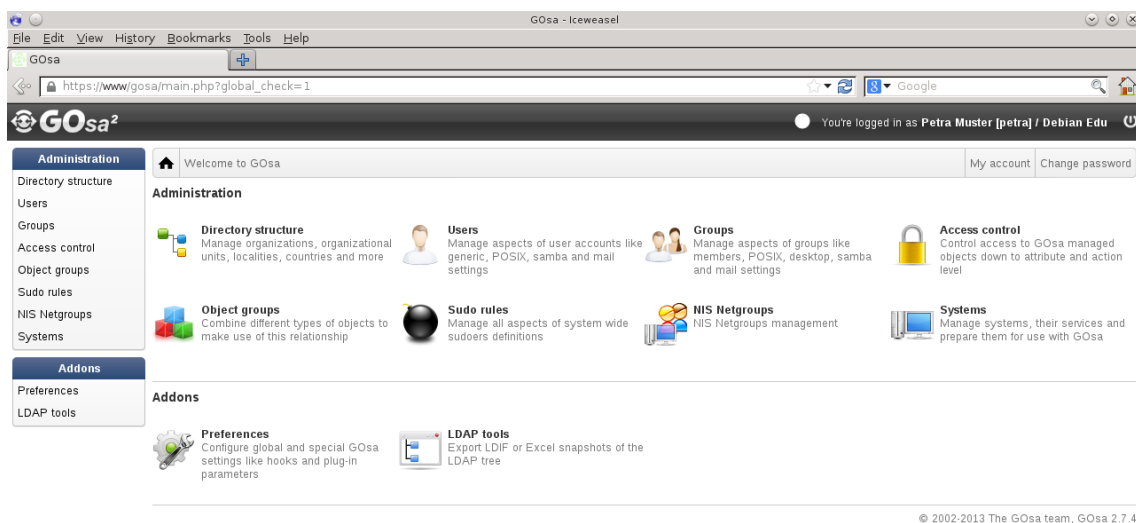 GOsa - Iceweasel
File Edit View History Bookmarks Tools Help
GOsa
https://www/gosa/main.php?global_check=1
Google
GOsa²
You're logged in as Petra Muster [petra] / Debian Edu
Administration
Directory structure
Users
Groups
Access control
Object groups
Sudo rules
NIS Netgroups
Systems
Addons
Preferences
LDAP tools
Welcome to GOsa
My account
Change password
Administration
Directory structure
Manage organizations, organizational
units, localities, countries and more
Users
Manage aspects of user accounts like
generic, POSIX, samba and mail
settings
Groups
Manage aspects of groups like
members, POSIX, desktop, samba
and mail settings
Access control
Control access to GOsa managed
objects down to attribute and action
level
Object groups
Combine different types of objects to
make use of this relationship
Sudo rules
Manage all aspects of system wide
sudoers definitions
NIS Netgroups
NIS Netgroups management
Systems
Manage systems, their services and
prepare them for use with GOsa
Addons
Preferences
Configure global and special GOsa
settings like hooks and plug-in
parameters
LDAP tools
Export LDIF or Excel snapshots of the
LDAP tree
© 2002-2013 The GOsa team, GOsa 2.7.4